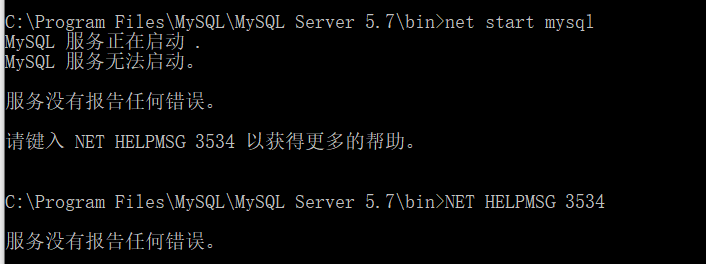 C:\Program Files\MySQL\MySQL Server 5.7\bin>net start mysql
MySQL 服务正在启动 .
MySQL 服务无法启动。
服务没有报告任何错误。
请键入 NET HELPMSG 3534 以获得更多的帮助。
C:\Program Files\MySQL\MySQL Server 5.7\bin>NET HELPMSG 3534
服务没有报告任何错误。